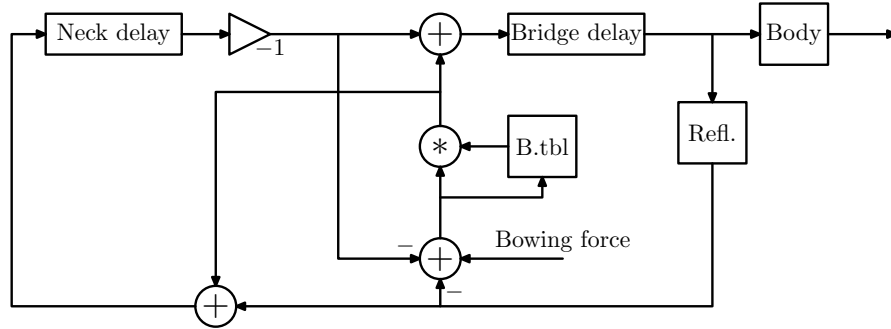 Neck delay
−1
+
Bridge delay
Body
*
B.tbl
Refl.
−
+
Bowing force
−
+